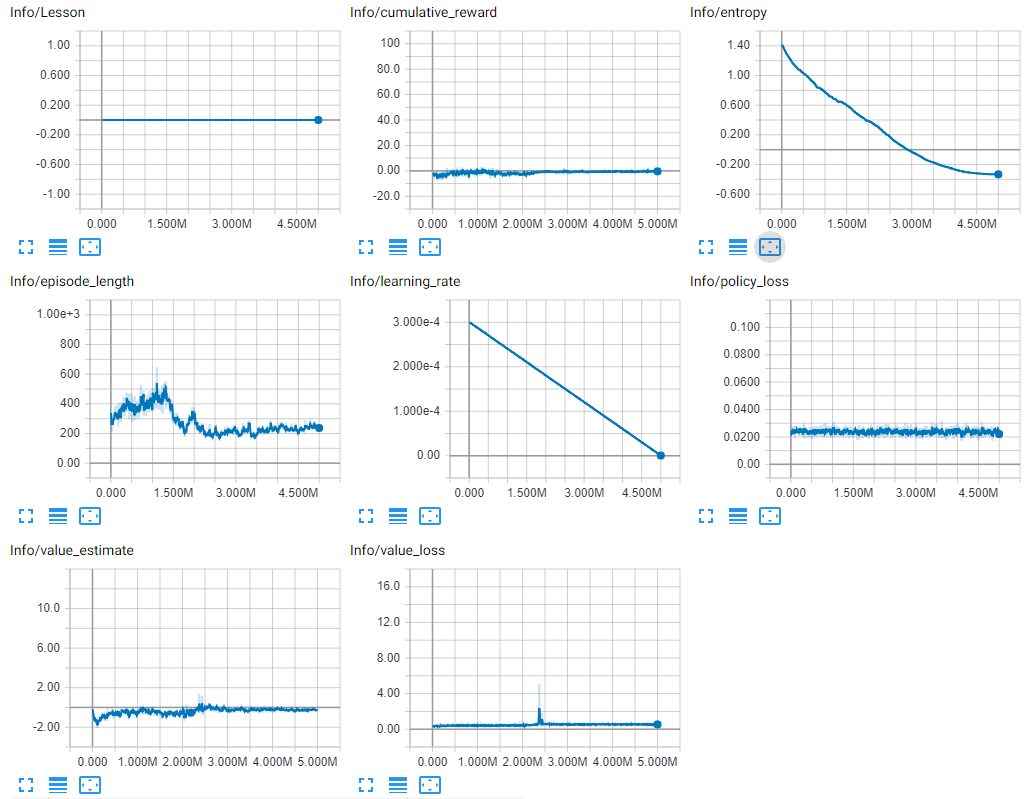 Info/Lesson
1.00
0.600
0.200
-0.200
-0.600
-1.00
0.000 1.500M 3.000M 4.500M
Info/cumulative_reward
100
80.0
60.0
40.0
20.0
0.00
-20.0
0.000 1.000M 2.000M 3.000M 4.000M 5.000M
Info/entropy
1.40
1.00
0.600
0.200
-0.200
-0.600
0.000 1.500M 3.000M 4.500M
Info/episode_length
1.00e+3
800
600
400
200
0.00
0.000 1.500M 3.000M 4.500M
Info/learning_rate
3.000e-4
2.000e-4
1.000e-4
0.00
0.000 1.500M 3.000M 4.500M
Info/policy_loss
0.100
0.0800
0.0600
0.0400
0.0200
0.00
0.000 1.500M 3.000M 4.500M
Info/value_estimate
10.0
6.00
2.00
-2.00
0.000 1.000M 2.000M 3.000M 4.000M 5.000M
Info/value_loss
16.0
12.0
8.00
4.00
0.00
0.000 1.000M 2.000M 3.000M 4.000M 5.000M